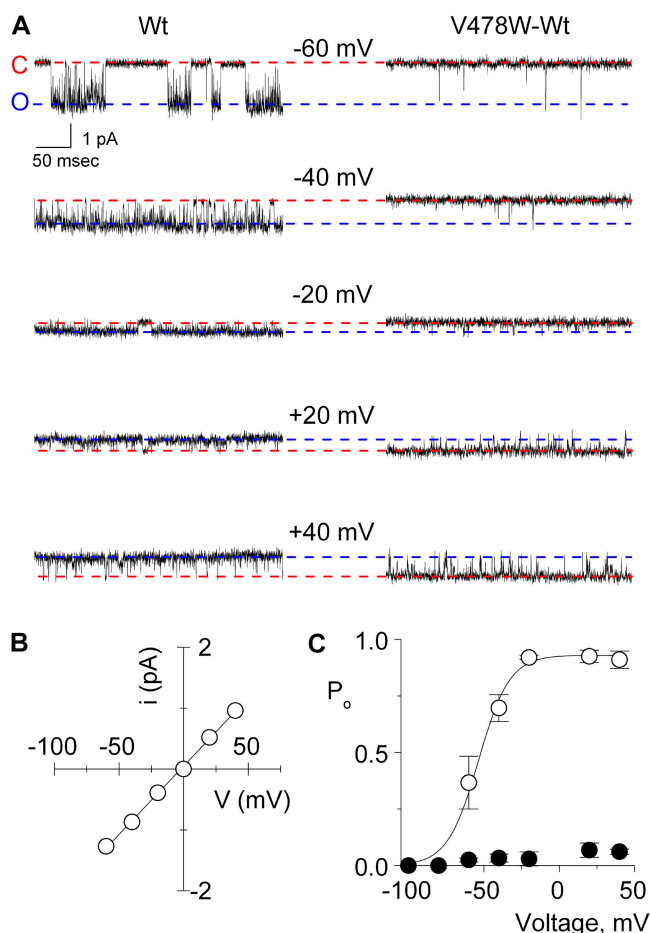 A Wt V478W-Wt
-60 mV
C
O
1 pA
50 msec
-40 mV
-20 mV
+20 mV
+40 mV
B
2
i (pA)
-100 -50 50
V (mV)
-2
C
1.0
Po
0.5
0.0
-100 -50 0 50
Voltage, mV